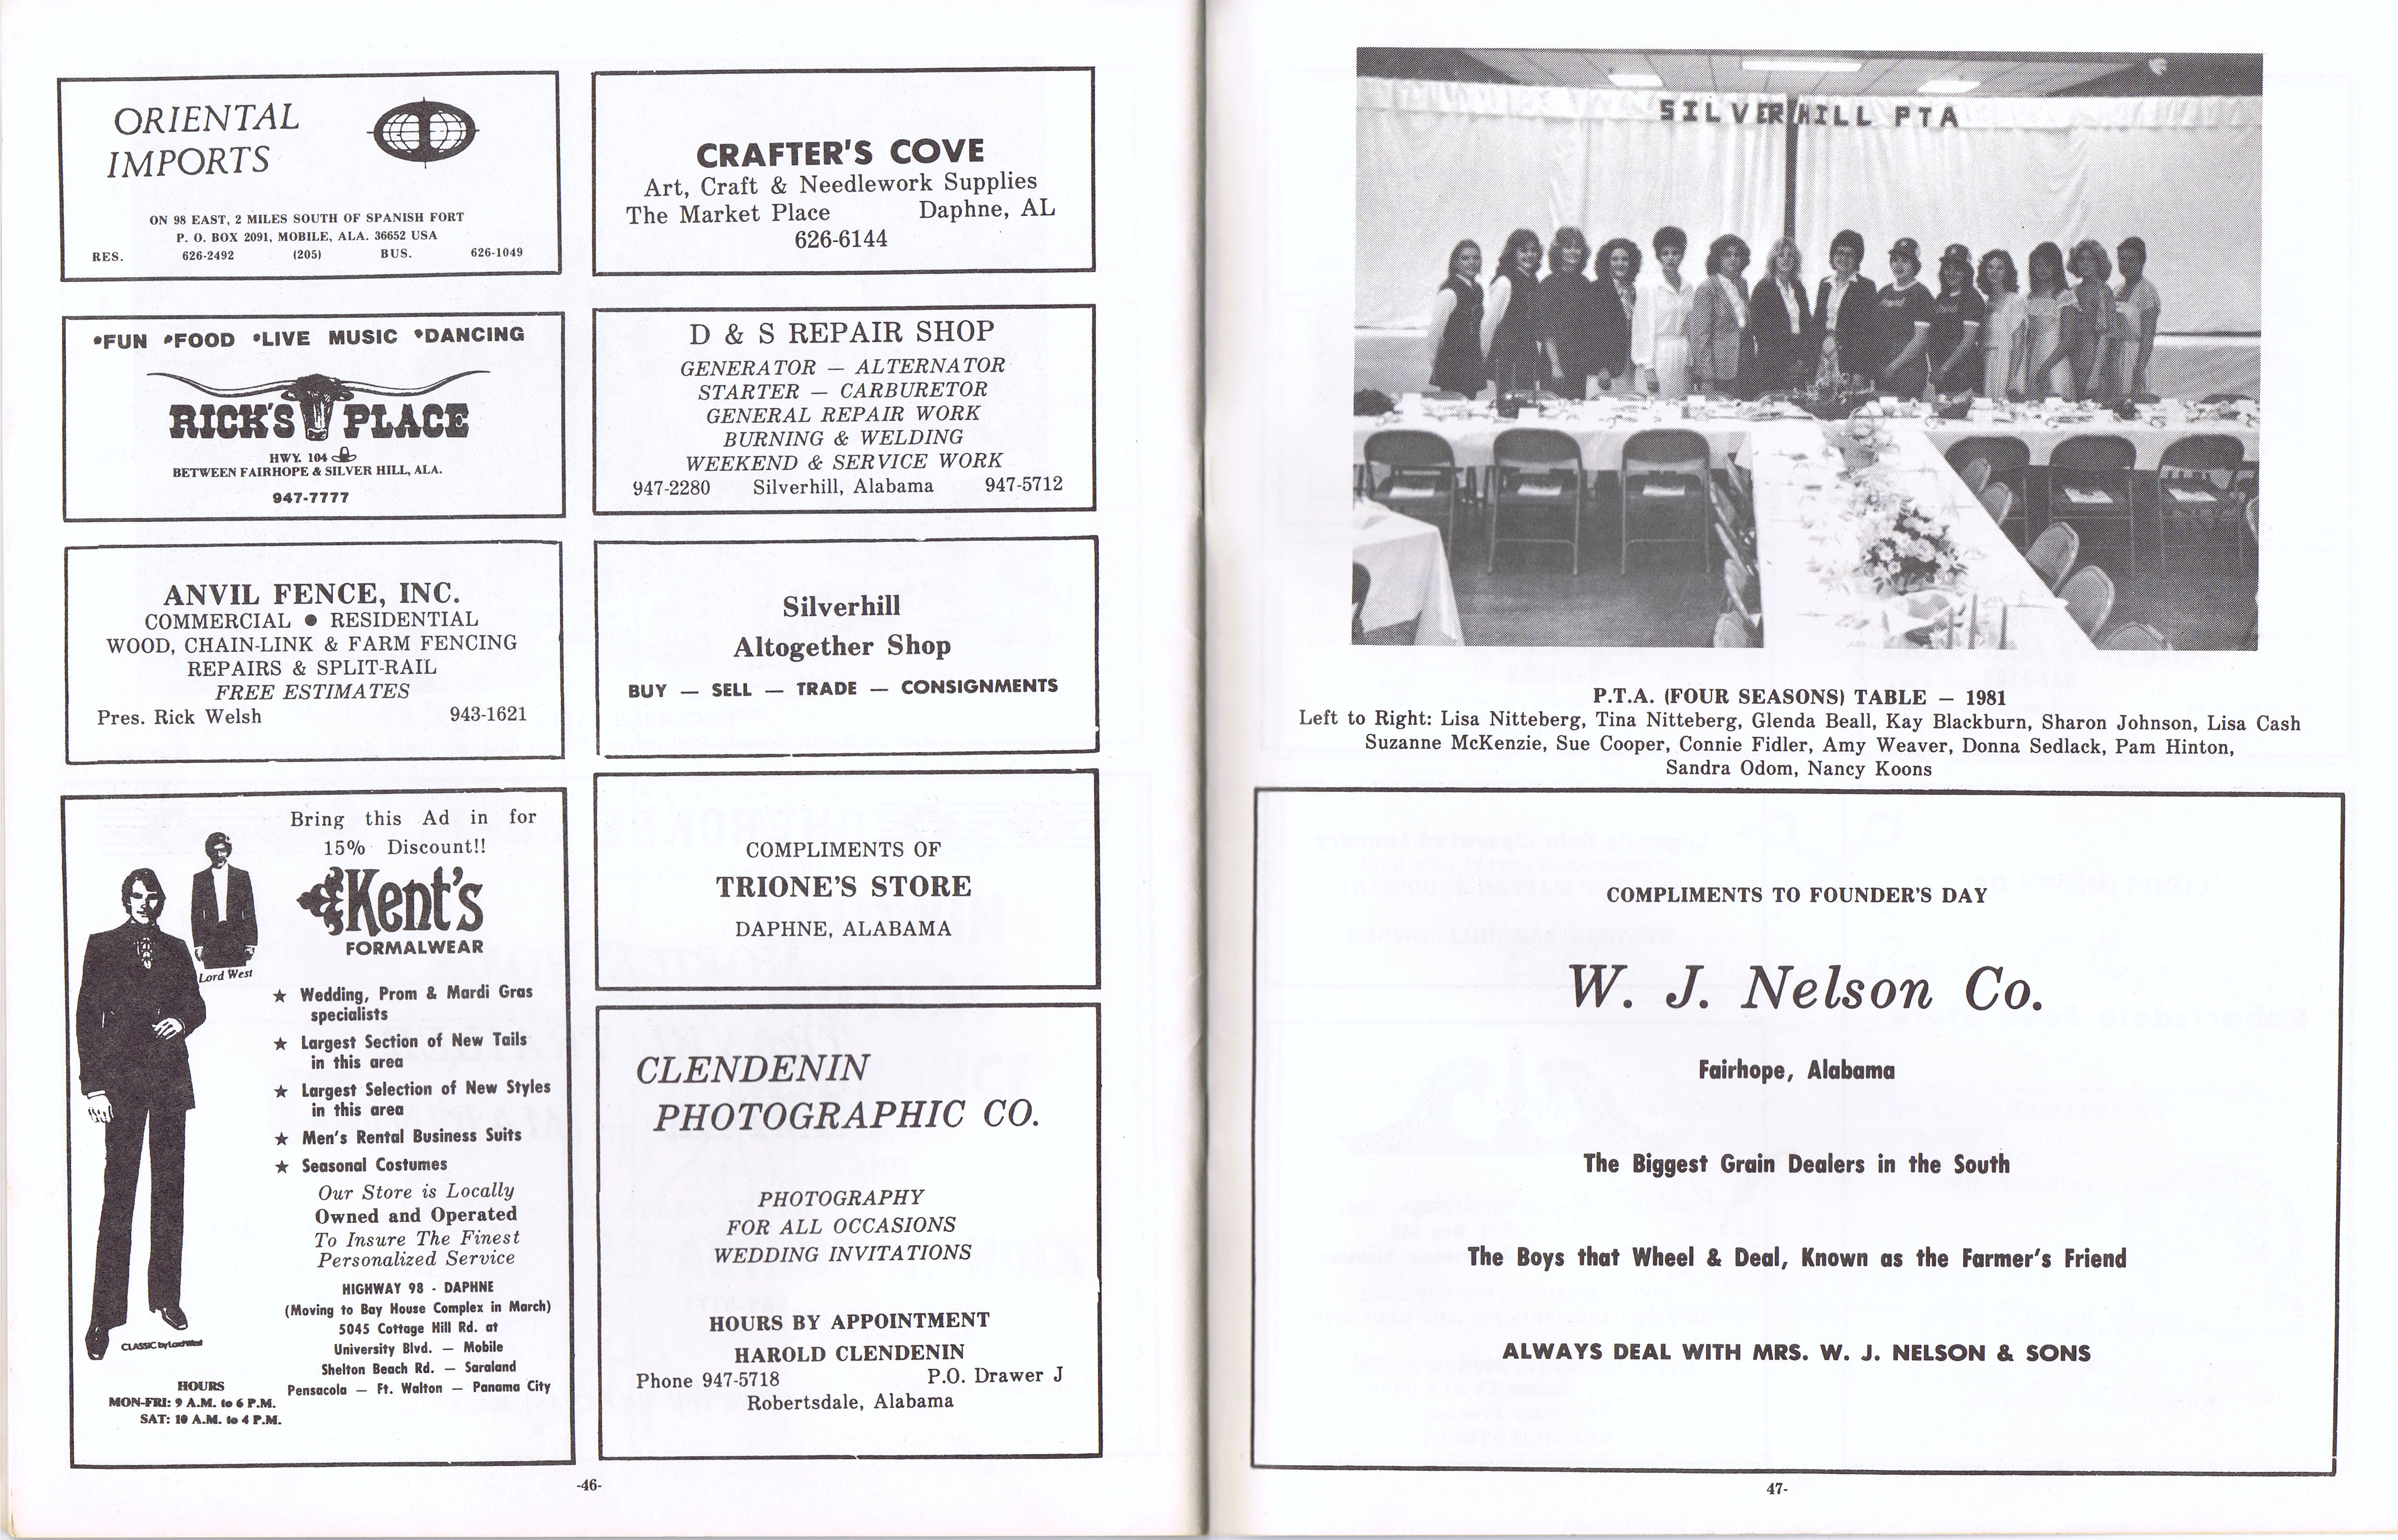 ORIENTAL
IMPORTS
ON 98 EAST, 2 MILES SOUTH OF SPANISH FORT
P. O. BOX 2091, MOBILE, ALA. 36652 USA
RES. 626-2492 (205) BUS. 626-1049
•FUN •FOOD •LIVE MUSIC •DANCING
RICK'S PLACE
HWY. 104
BETWEEN FAIRHOPE & SILVER HILL, ALA.
947-7777
ANVIL FENCE, INC.
COMMERCIAL ● RESIDENTIAL
WOOD, CHAIN-LINK & FARM FENCING
REPAIRS & SPLIT-RAIL
FREE ESTIMATES
Pres. Rick Welsh 943-1621
Bring this Ad in for
15% Discount!!
Kent's
FORMALWEAR
Lord West
★ Wedding, Prom & Mardi Gras
specialists
★ Largest Section of New Tails
in this area
★ Largest Selection of New Styles
in this area
★ Men's Rental Business Suits
★ Seasonal Costumes
Our Store is Locally
Owned and Operated
To Insure The Finest
Personalized Service
HIGHWAY 98 - DAPHNE
(Moving to Bay House Complex in March)
5045 Cottage Hill Rd. at
University Blvd. — Mobile
Shelton Beach Rd. — Saraland
Pensacola — Ft. Walton — Panama City
CLASSIC by Lord West
HOURS
MON-FRI: 9 A.M. to 6 P.M.
SAT: 10 A.M. to 4 P.M.
CRAFTER'S COVE
Art, Craft & Needlework Supplies
The Market Place Daphne, AL
626-6144
D & S REPAIR SHOP
GENERATOR — ALTERNATOR
STARTER — CARBURETOR
GENERAL REPAIR WORK
BURNING & WELDING
WEEKEND & SERVICE WORK
947-2280 Silverhill, Alabama 947-5712
Silverhill
Altogether Shop
BUY — SELL — TRADE — CONSIGNMENTS
COMPLIMENTS OF
TRIONE'S STORE
DAPHNE, ALABAMA
CLENDENIN
PHOTOGRAPHIC CO.
PHOTOGRAPHY
FOR ALL OCCASIONS
WEDDING INVITATIONS
HOURS BY APPOINTMENT
HAROLD CLENDENIN
Phone 947-5718 P.O. Drawer J
Robertsdale, Alabama
-46-
SILVERHILL PTA
P.T.A. (FOUR SEASONS) TABLE — 1981
Left to Right: Lisa Nitteberg, Tina Nitteberg, Glenda Beall, Kay Blackburn, Sharon Johnson, Lisa Cash
Suzanne McKenzie, Sue Cooper, Connie Fidler, Amy Weaver, Donna Sedlack, Pam Hinton,
Sandra Odom, Nancy Koons
COMPLIMENTS TO FOUNDER'S DAY
W. J. Nelson Co.
Fairhope, Alabama
The Biggest Grain Dealers in the South
The Boys that Wheel & Deal, Known as the Farmer's Friend
ALWAYS DEAL WITH MRS. W. J. NELSON & SONS
47-